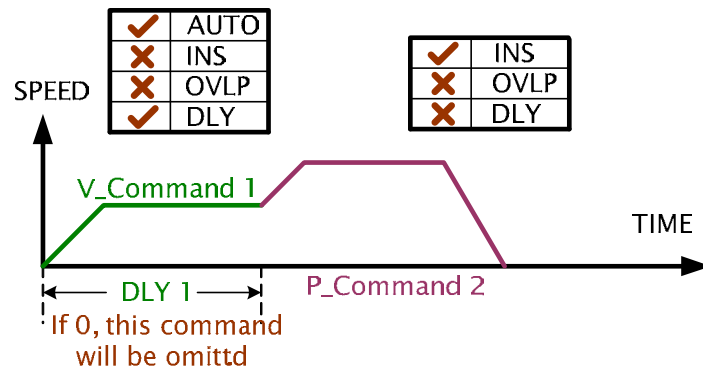 AUTO
INS
OVLP
DLY
INS
OVLP
DLY
SPEED
V_Command 1
TIME
DLY 1
P_Command 2
If 0, this command
will be omittd